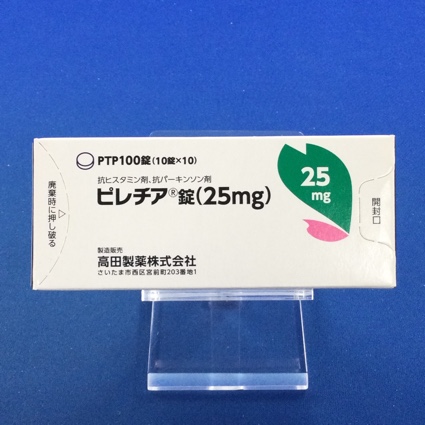 PTP100錠(10錠×10)
抗ヒスタミン剤、抗パーキンソン剤
ピレチア®錠(25mg)
製造販売
高田製薬株式会社
さいたま市西区宮前町203番地1
25
mg
開封口
廃棄時に押し破る